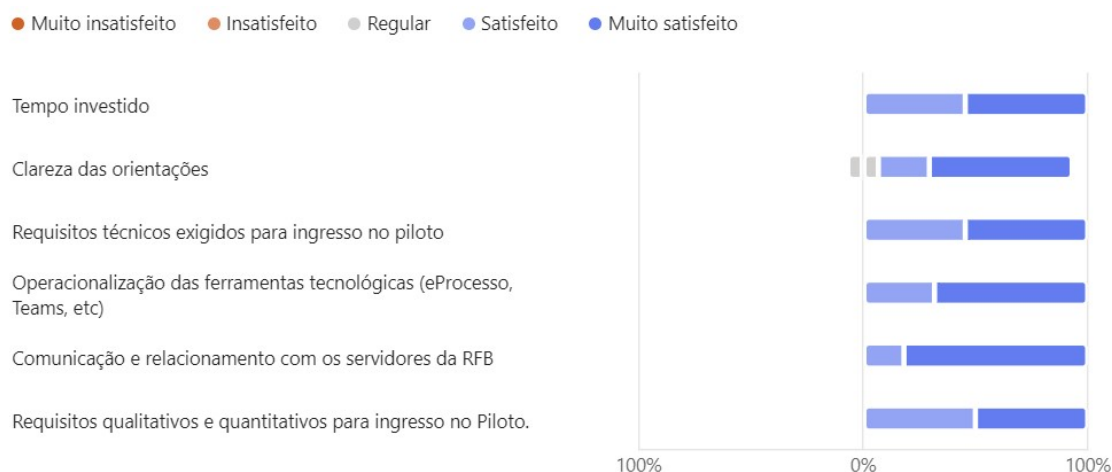 Muito insatisfeito Insatisfeito Regular Satisfeito Muito satisfeito
Tempo investido
Clareza das orientações
Requisitos técnicos exigidos para ingresso no piloto
Operacionalização das ferramentas tecnológicas (eProcesso,
Teams, etc)
Comunicação e relacionamento com os servidores da RFB
Requisitos qualitativos e quantitativos para ingresso no Piloto.
100% 0% 100%